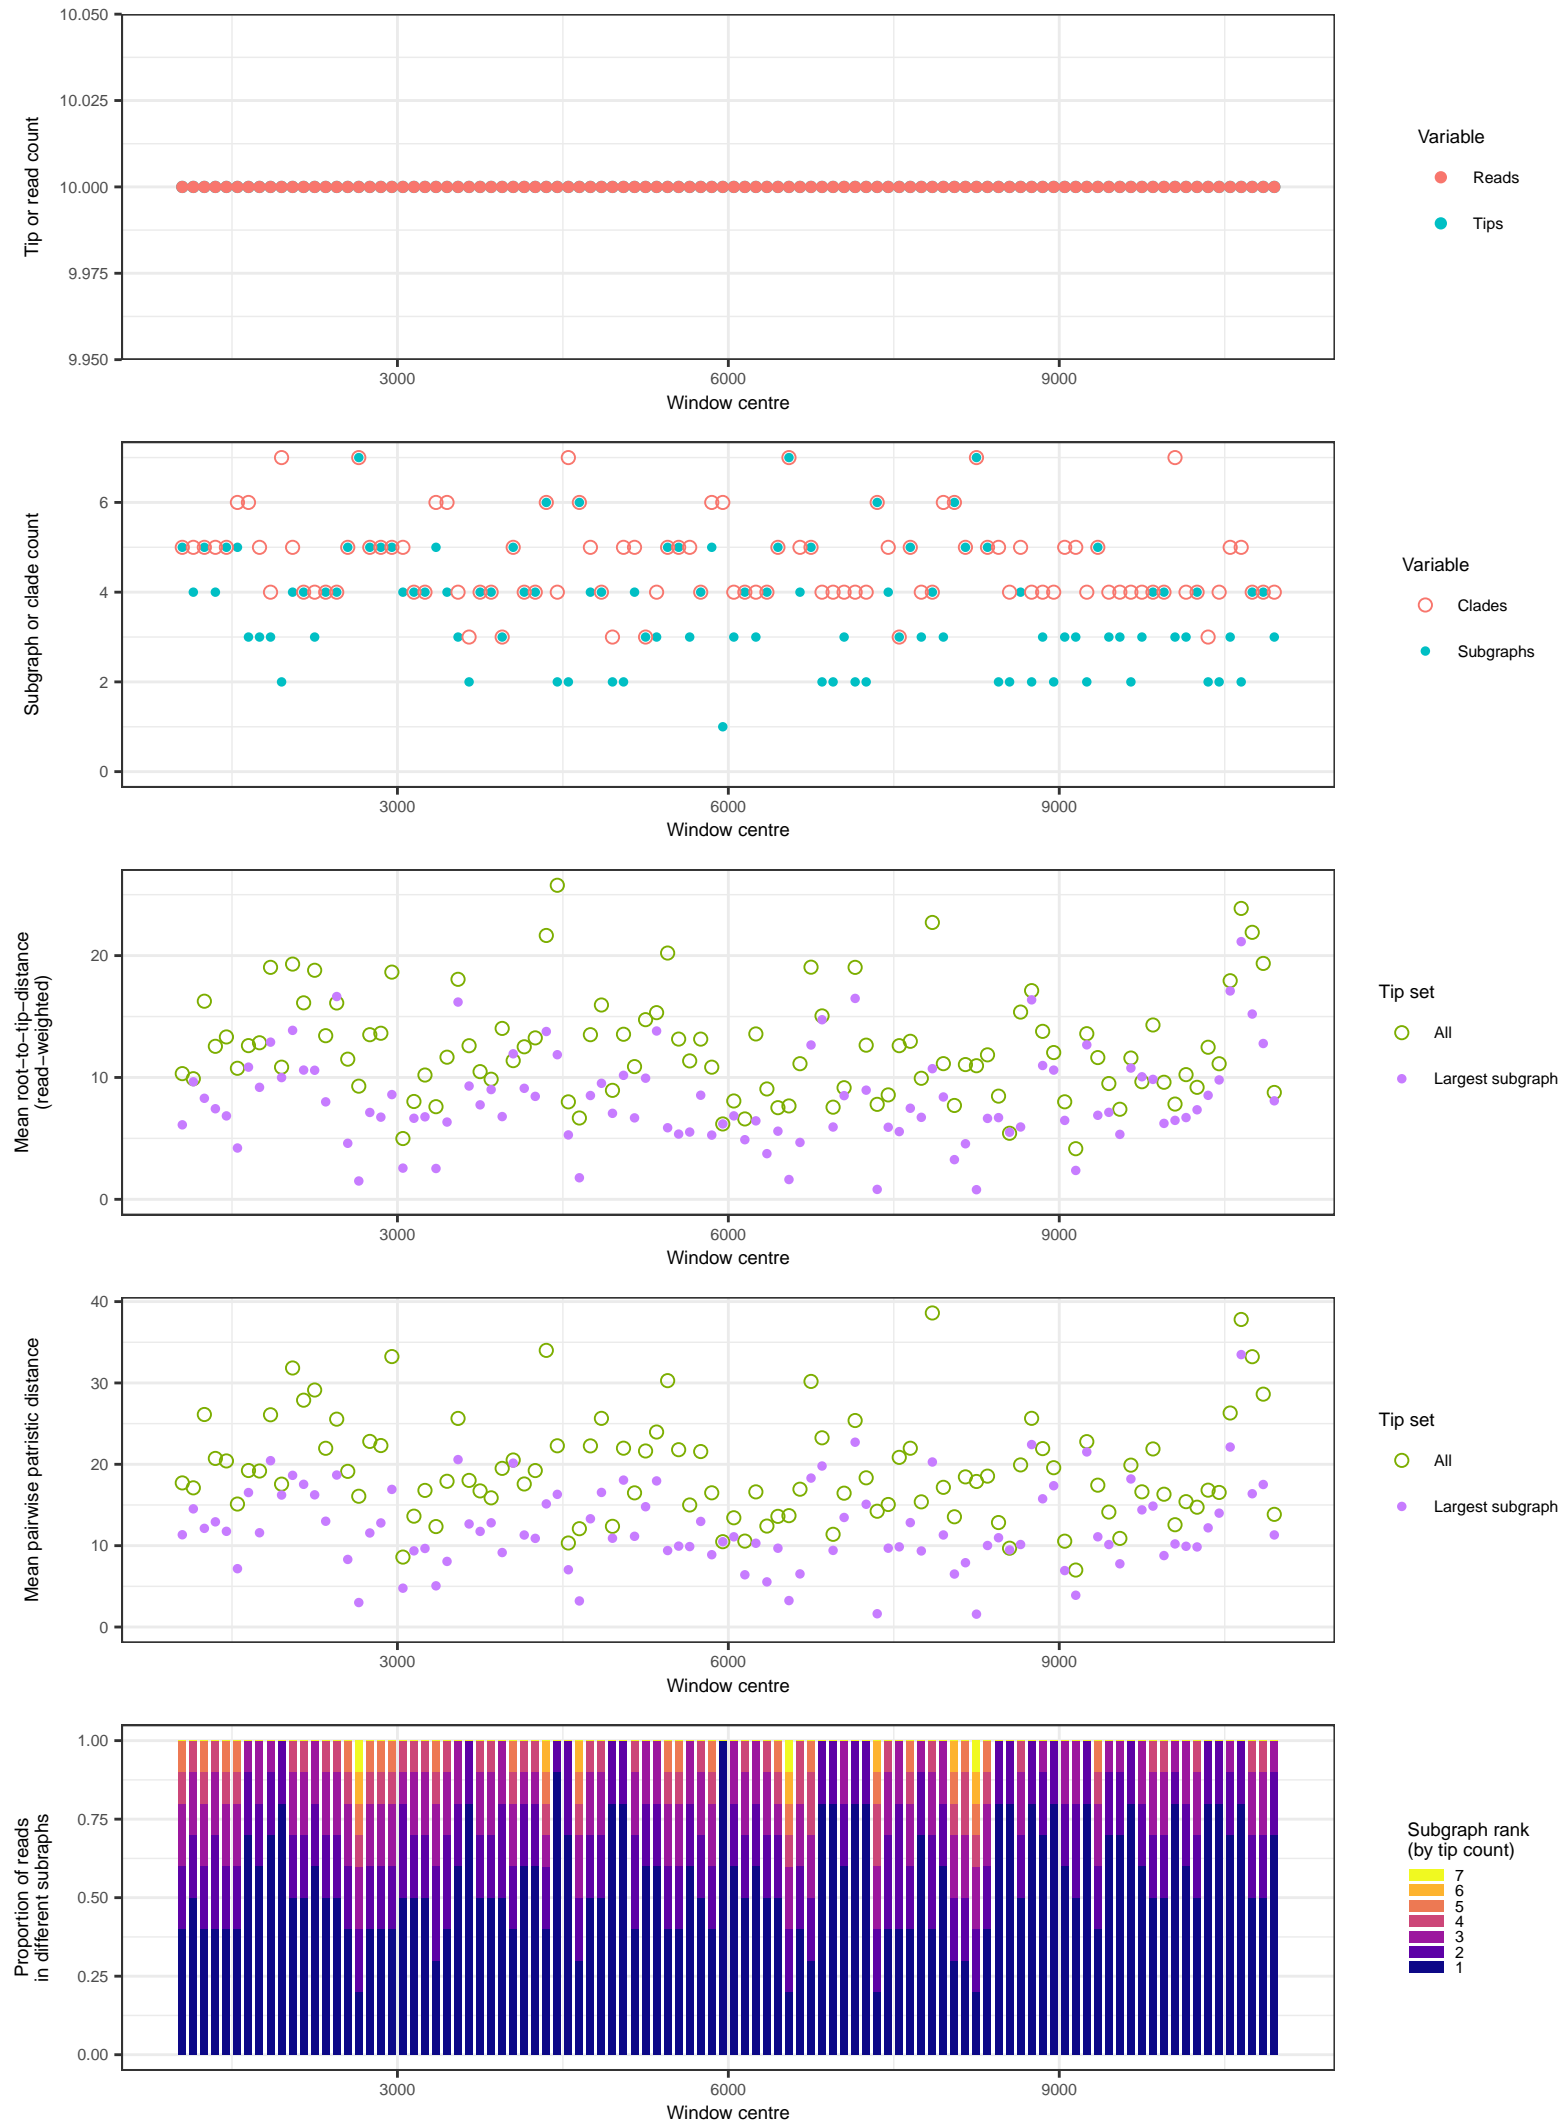 10.050
10.025
10.000
9.975
9.950
Tip or read count
3000 6000 9000
Window centre
Variable
Reads
Tips
6
4
2
0
Subgraph or clade count
3000 6000 9000
Window centre
Variable
Clades
Subgraphs
20
10
0
Mean root−to−tip−distance
(read−weighted)
3000 6000 9000
Window centre
Tip set
All
Largest subgraph
40
30
20
10
0
Mean pairwise patristic distance
3000 6000 9000
Window centre
Tip set
All
Largest subgraph
1.00
0.75
0.50
0.25
0.00
Proportion of reads
in different subraphs
3000 6000 9000
Window centre
Subgraph rank
(by tip count)
7
6
5
4
3
2
1